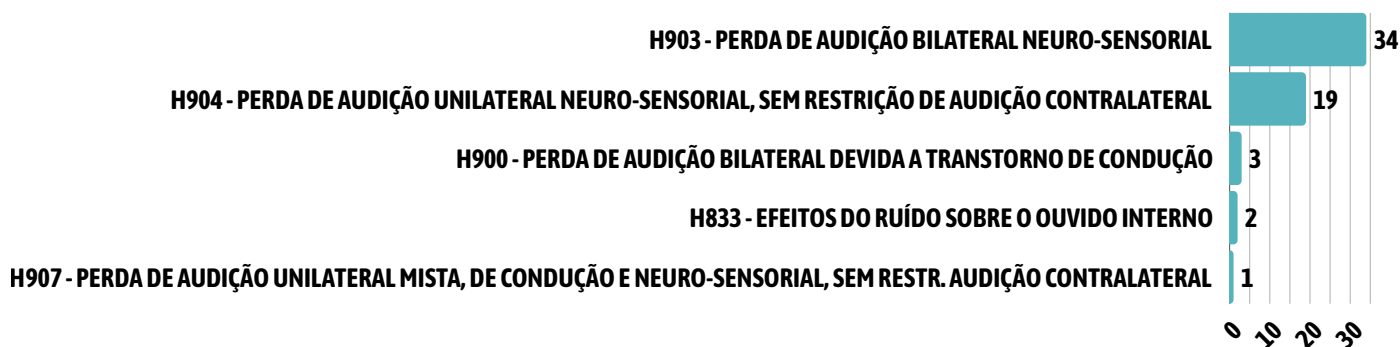 H903 - PERDA DE AUDIÇÃO BILATERAL NEURO-SENSORIAL 34
H904 - PERDA DE AUDIÇÃO UNILATERAL NEURO-SENSORIAL, SEM RESTRIÇÃO DE AUDIÇÃO CONTRALATERAL 19
H900 - PERDA DE AUDIÇÃO BILATERAL DEVIDA A TRANSTORNO DE CONDUÇÃO 3
H833 - EFEITOS DO RUÍDO SOBRE O OUVIDO INTERNO 2
H907 - PERDA DE AUDIÇÃO UNILATERAL MISTA, DE CONDUÇÃO E NEURO-SENSORIAL, SEM RESTR. AUDIÇÃO CONTRALATERAL 1
0 10 20 30